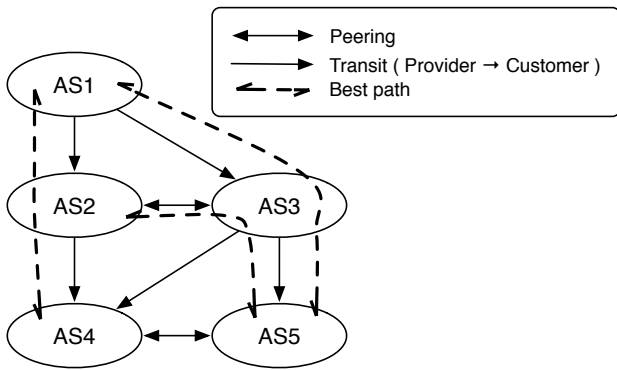 Peering
Transit ( Provider → Customer )
Best path
AS1
AS2
AS3
AS4
AS5